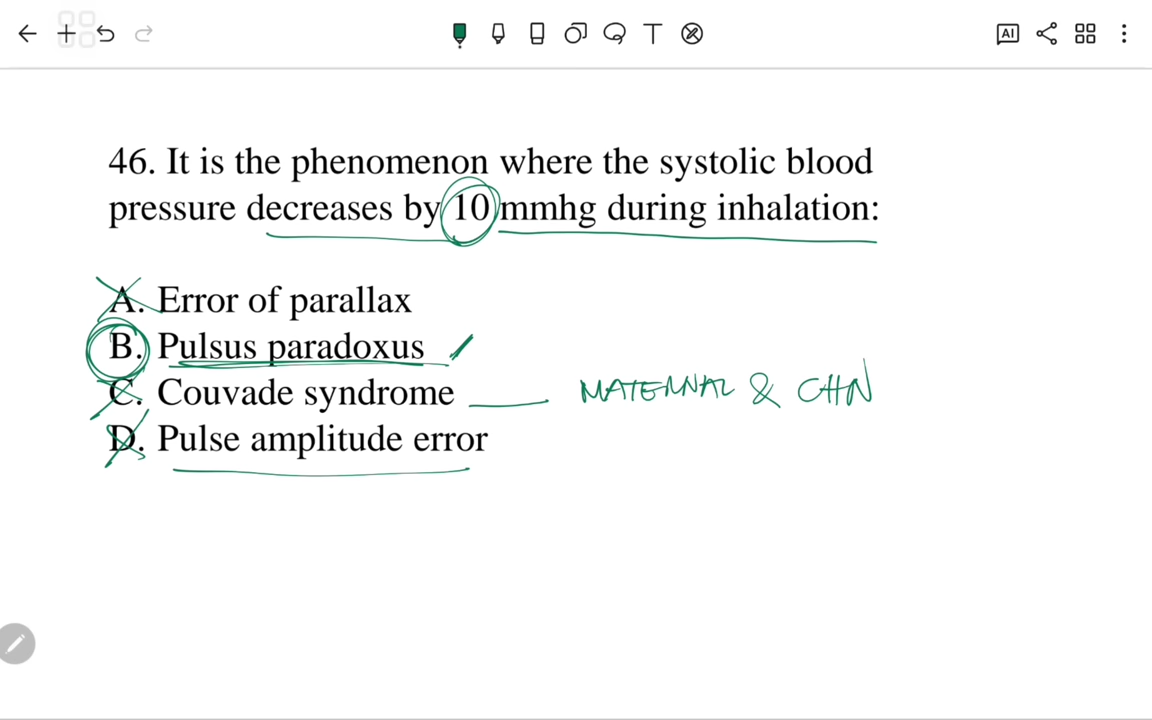 AI
46. It is the phenomenon where the systolic blood
pressure decreases by 10 mmhg during inhalation:
A. Error of parallax
B. Pulsus paradoxus
C. Couvade syndrome MATERNAL & CHN
D. Pulse amplitude error